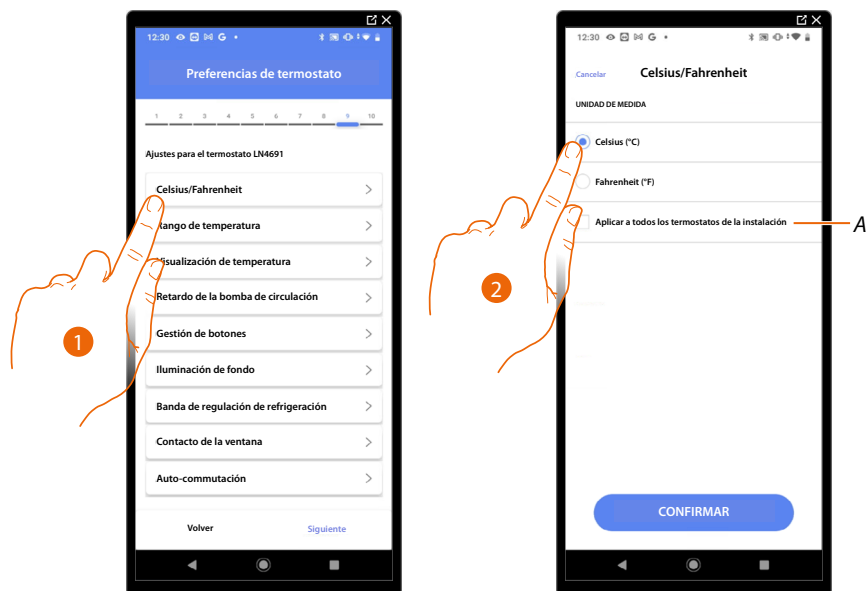 12:30 G
Preferencias de termostato
1 2 3 4 5 6 7 8 9 10
Ajustes para el termostato LN4691
Celsius/Fahrenheit
Rango de temperatura
Visualización de temperatura
Retardo de la bomba de circulación
Gestión de botones
Iluminación de fondo
Banda de regulación de refrigeración
Contacto de la ventana
Auto-commutación
Volver Siguiente
1
12:30 G
Cancelar Celsius/Fahrenheit
UNIDAD DE MEDIDA
Celsius (°C)
Fahrenheit (°F)
Aplicar a todos los termostatos de la instalación
A
2
CONFIRMAR